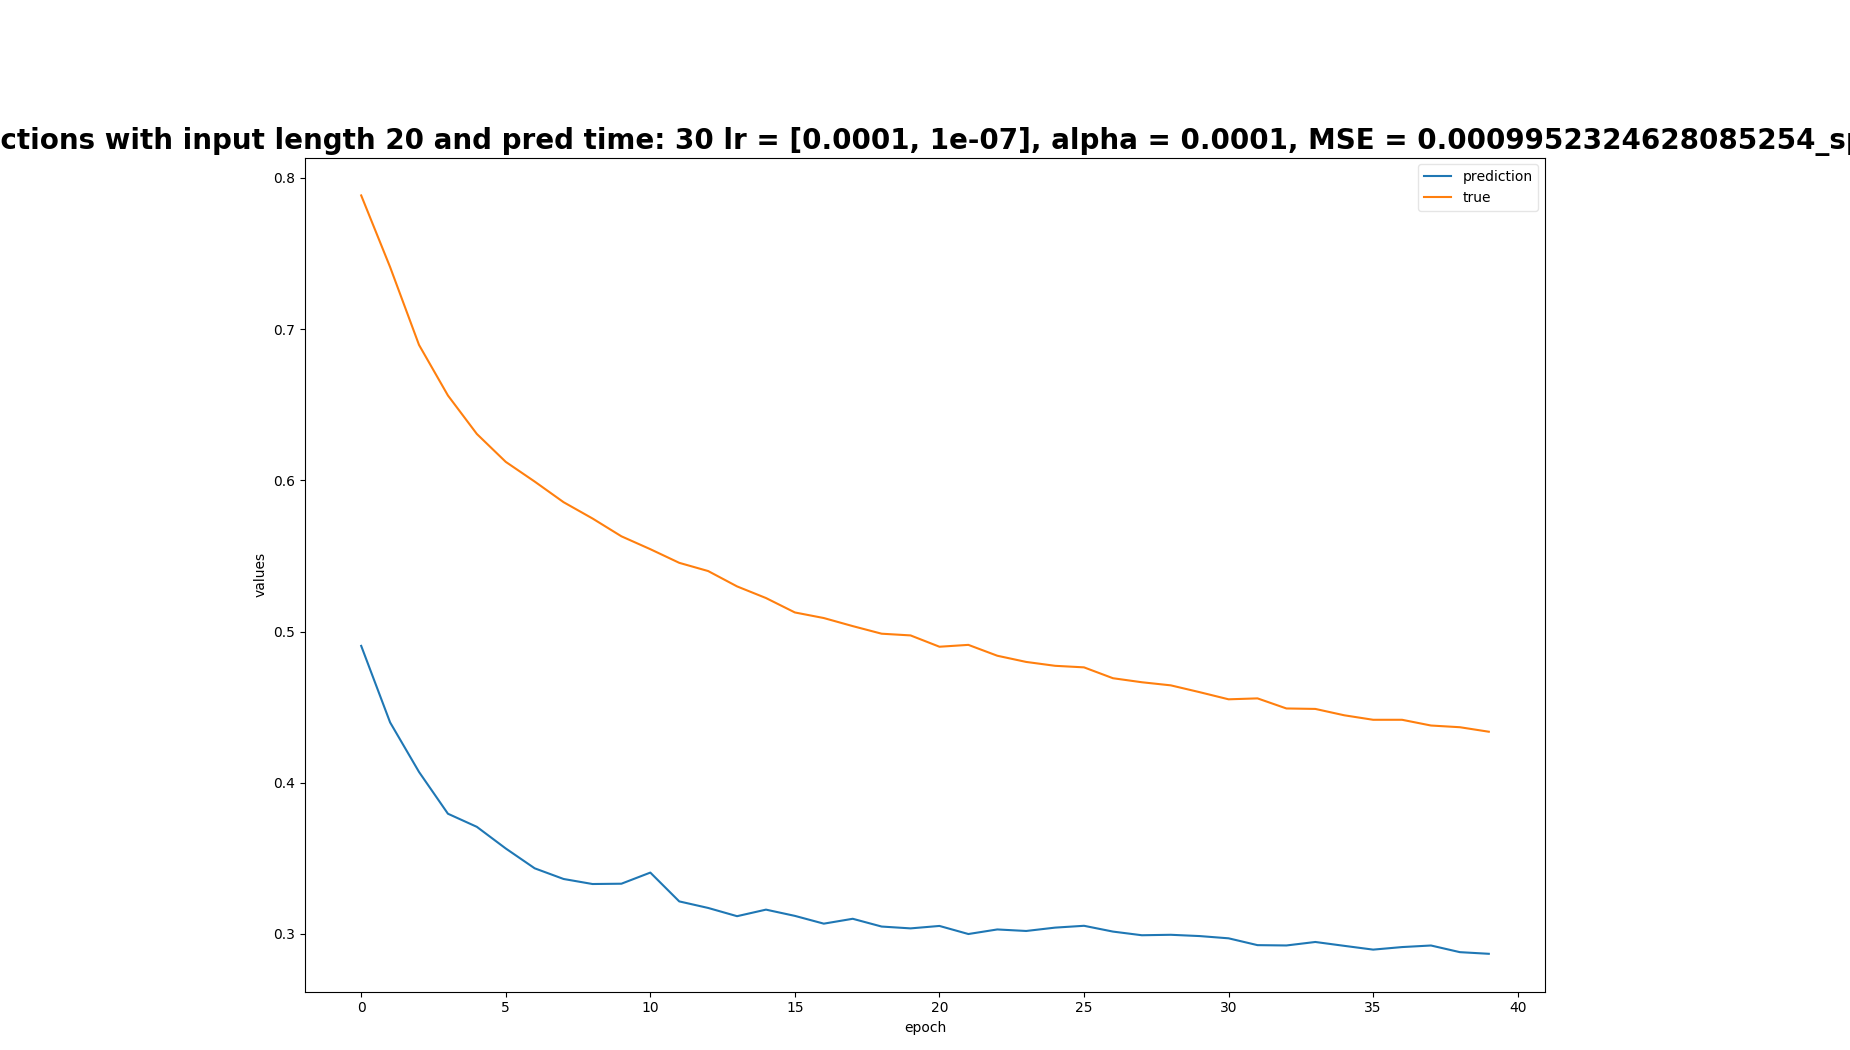 ctions with input length 20 and pred time: 30 lr = [0.0001, 1e-07], alpha = 0.0001, MSE = 0.0009952324628085254_sp
prediction
true
0.8
0.7
0.6
0.5
0.4
0.3
values
0 5 10 15 20 25 30 35 40
epoch